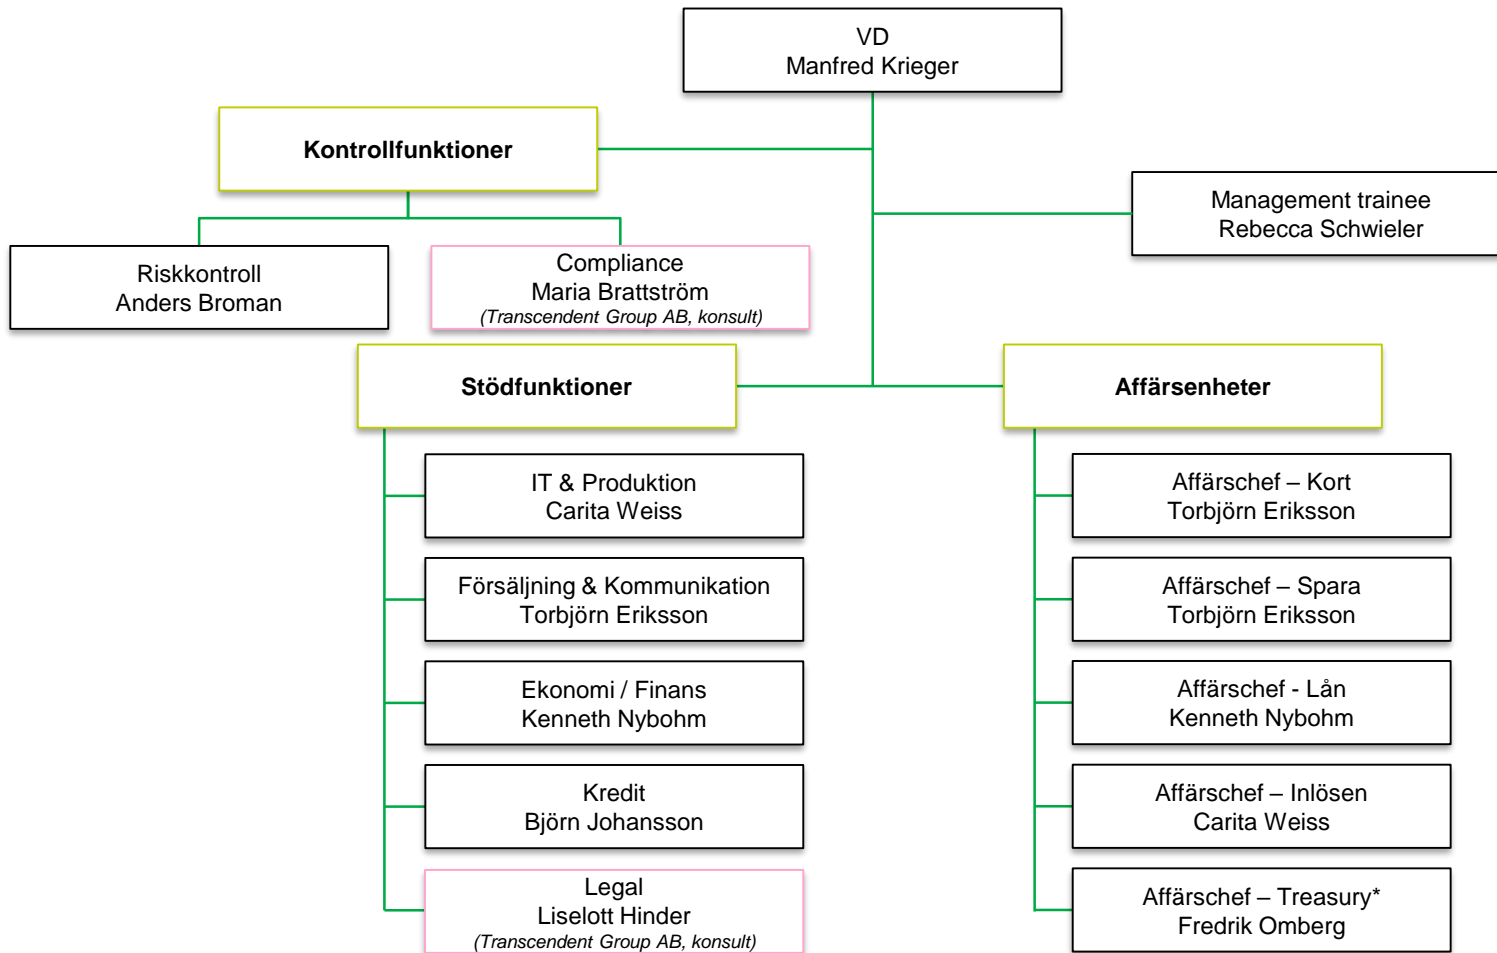 VD
Manfred Krieger
Kontrollfunktioner
Management trainee
Rebecca Schwieler
Riskkontroll
Anders Broman
Compliance
Maria Brattström
(Transcendent Group AB, konsult)
Stödfunktioner
IT & Produktion
Carita Weiss
Försäljning & Kommunikation
Torbjörn Eriksson
Ekonomi / Finans
Kenneth Nybohm
Kredit
Björn Johansson
Legal
Liselott Hinder
(Transcendent Group AB, konsult)
Affärsenheter
Affärschef – Kort
Torbjörn Eriksson
Affärschef – Spara
Torbjörn Eriksson
Affärschef - Lån
Kenneth Nybohm
Affärschef – Inlösen
Carita Weiss
Affärschef – Treasury*
Fredrik Omberg